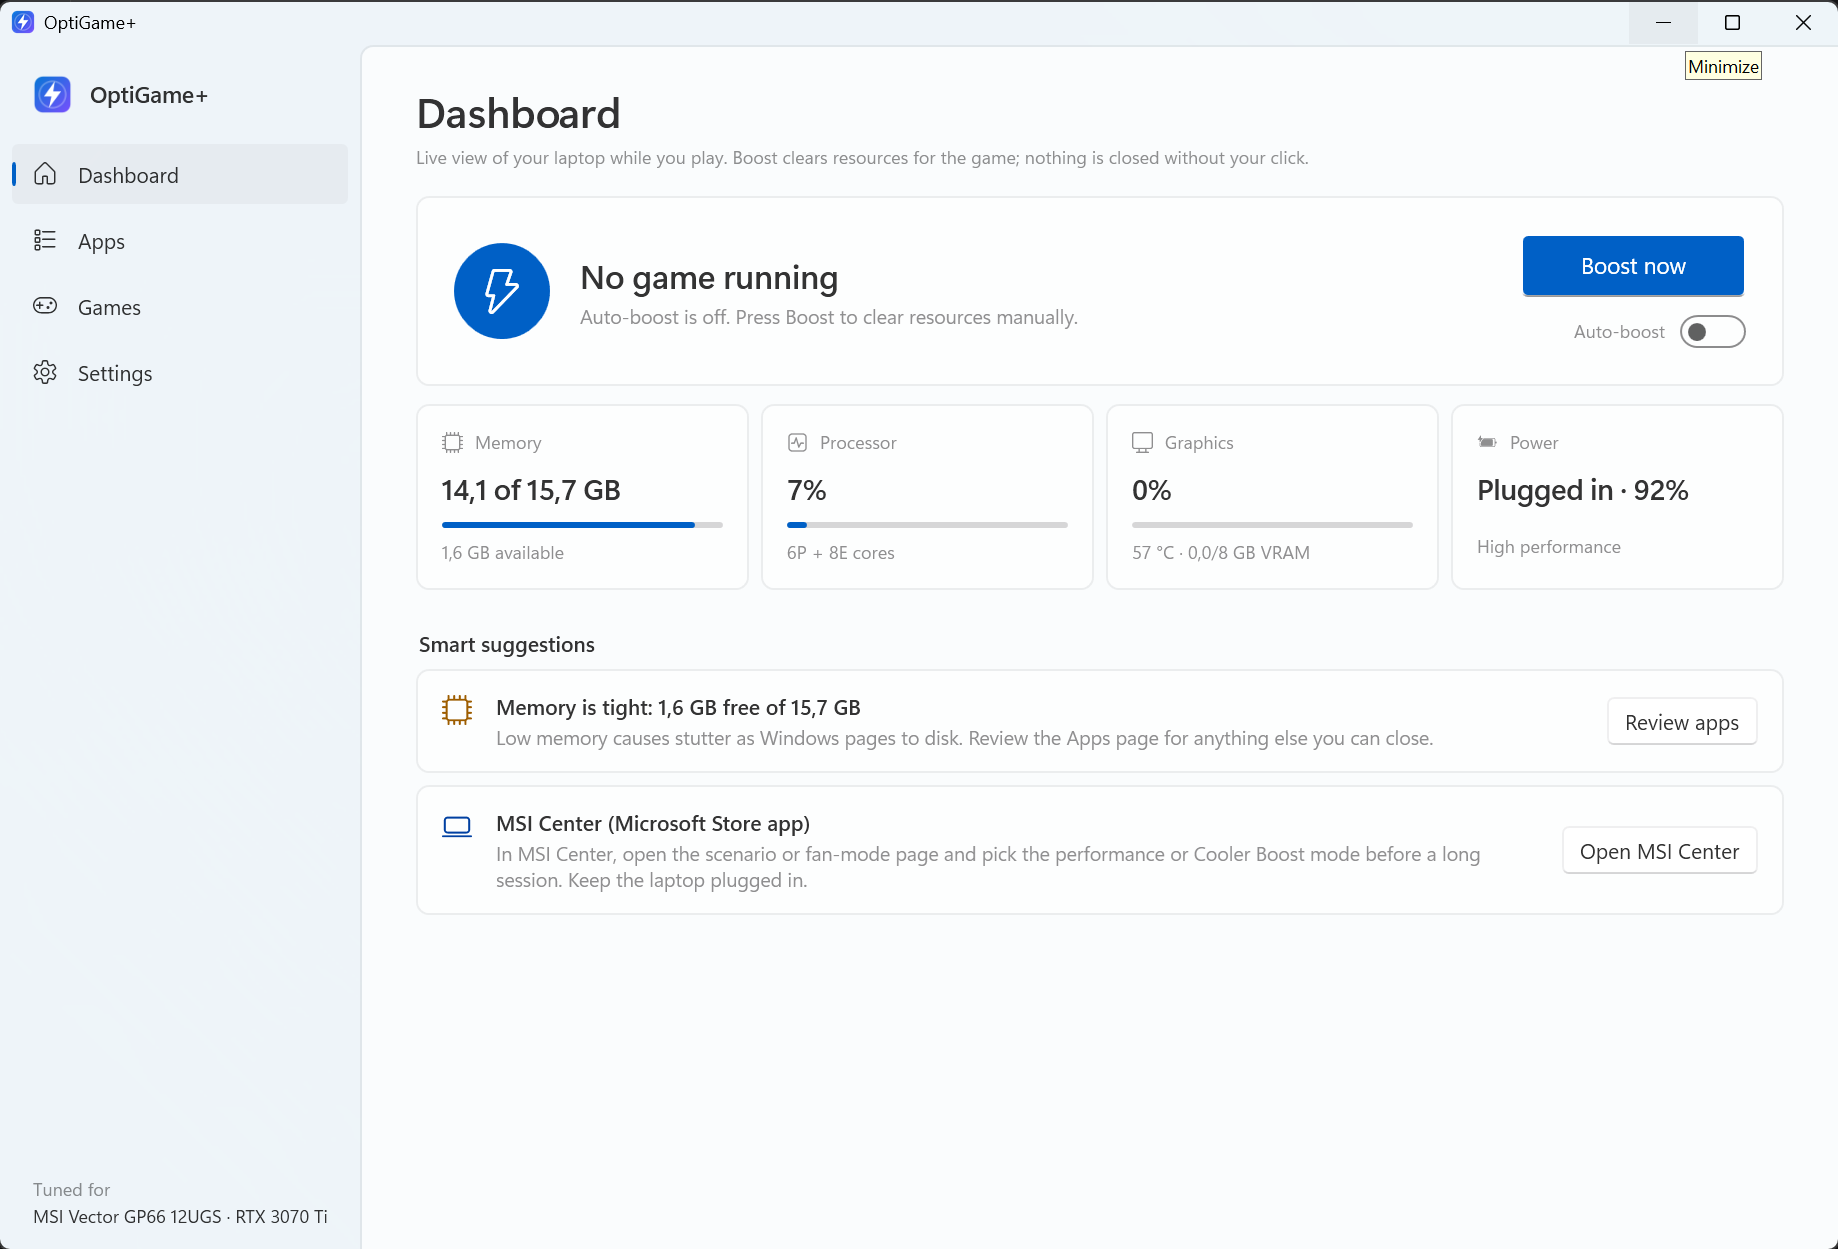 OptiGame+
Minimize
OptiGame+
Dashboard
Apps
Games
Settings
Tuned for
MSI Vector GP66 12UGS · RTX 3070 Ti
Dashboard
Live view of your laptop while you play. Boost clears resources for the game; nothing is closed without your click.
No game running
Auto-boost is off. Press Boost to clear resources manually.
Boost now
Auto-boost
Memory
14,1 of 15,7 GB
1,6 GB available
Processor
7%
6P + 8E cores
Graphics
0%
57 °C · 0,0/8 GB VRAM
Power
Plugged in · 92%
High performance
Smart suggestions
Memory is tight: 1,6 GB free of 15,7 GB
Low memory causes stutter as Windows pages to disk. Review the Apps page for anything else you can close.
Review apps
MSI Center (Microsoft Store app)
In MSI Center, open the scenario or fan-mode page and pick the performance or Cooler Boost mode before a long
session. Keep the laptop plugged in.
Open MSI Center